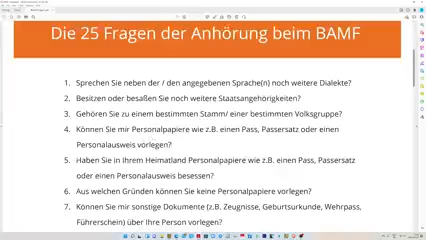 Die 25 Fragen der Anhörung beim BAMF
1. Sprechen Sie neben der / den angegebenen Sprache(n) noch weitere Dialekte?
2. Besitzen oder besaßen Sie noch weitere Staatsangehörigkeiten?
3. Gehören Sie zu einem bestimmten Stamm/ einer bestimmten Volksgruppe?
4. Können Sie mir Personalpapiere wie z.B. einen Pass, Passersatz oder einen
Personalausweis vorlegen?
5. Haben Sie in Ihrem Heimatland Personalpapiere wie z.B. einen Pass, Passersatz
oder einen Personalausweis besessen?
6. Aus welchen Gründen können Sie keine Personalpapiere vorlegen?
7. Können Sie mir sonstige Dokumente (z.B. Zeugnisse, Geburtsurkunde, Wehrpass,
Führerschein) über Ihre Person vorlegen?